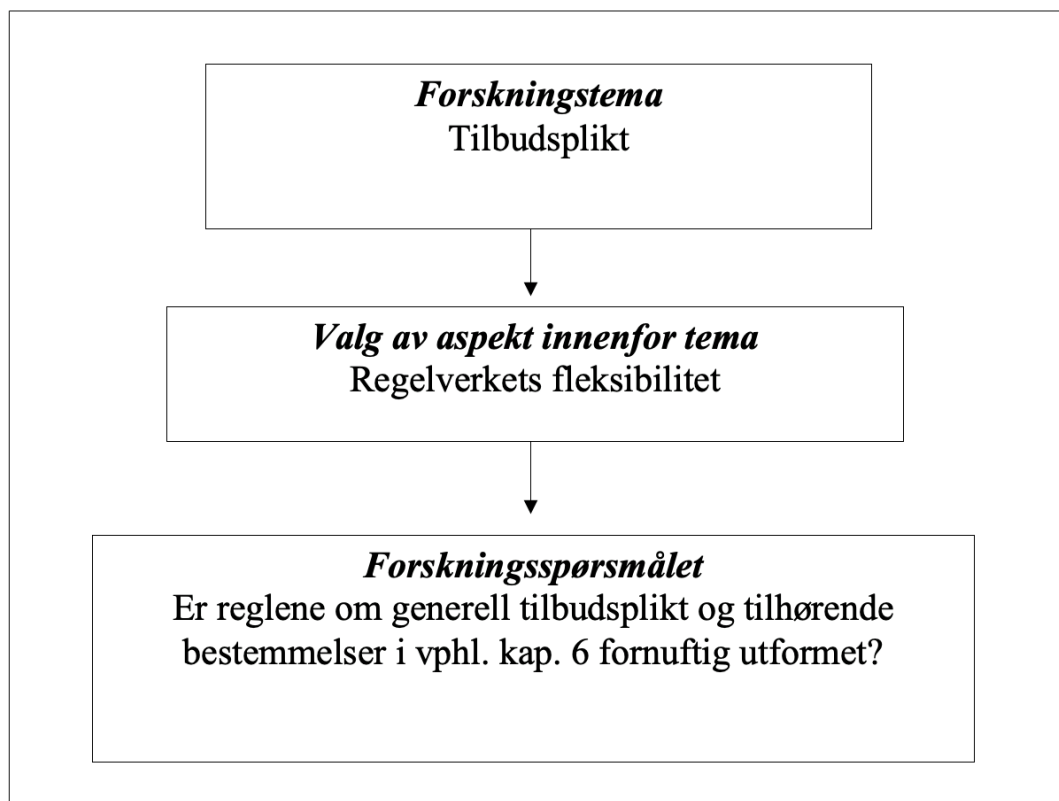 Forskningstema
Tilbudsplikt
Valg av aspekt innenfor tema
Regelverkets fleksibilitet
Forskningsspørsmålet
Er reglene om generell tilbudsplikt og tilhørende
bestemmelser i vphl. kap. 6 fornuftig utformet?